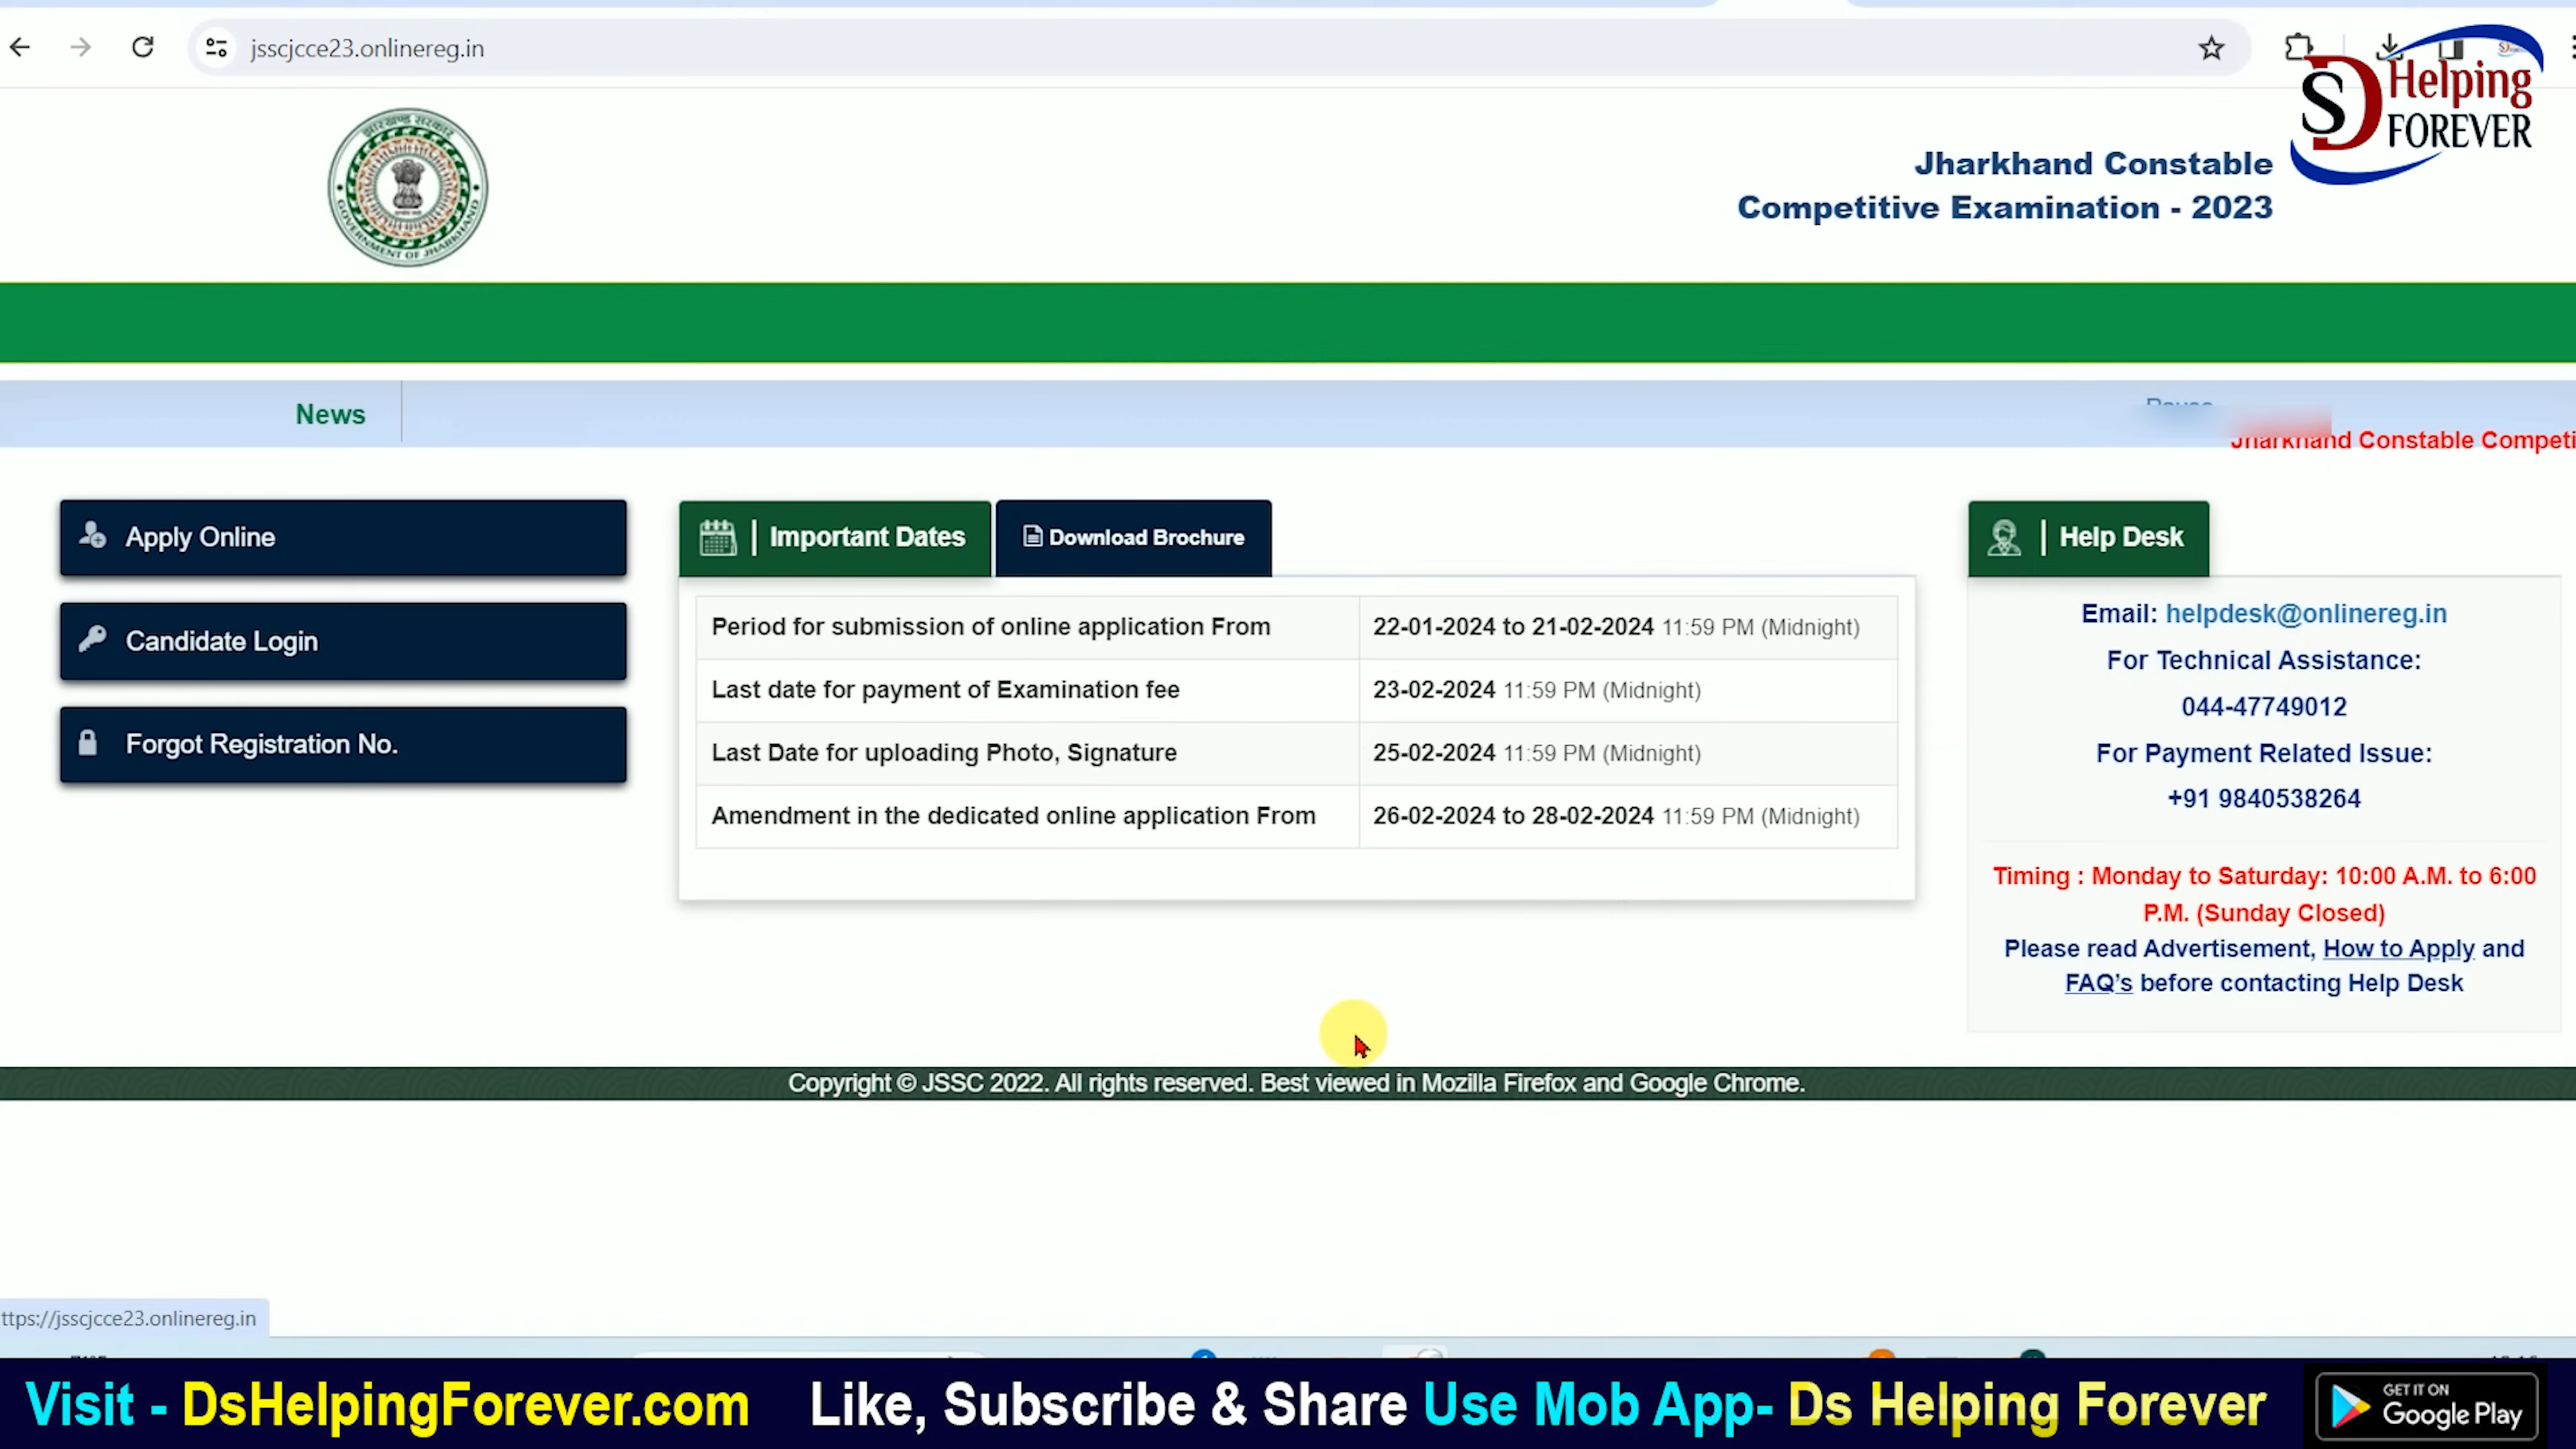 jsscjcce23.onlinereg.in
SD Helping
FOREVER
झारखण्ड सरकार
GOVERNMENT OF JHARKHAND
Jharkhand Constable
Competitive Examination - 2023
News
Pause
Jharkhand Constable Competi
Apply Online
Candidate Login
Forgot Registration No.
Important Dates
Download Brochure
Period for submission of online application From 22-01-2024 to 21-02-2024 11:59 PM (Midnight)
Last date for payment of Examination fee 23-02-2024 11:59 PM (Midnight)
Last Date for uploading Photo, Signature 25-02-2024 11:59 PM (Midnight)
Amendment in the dedicated online application From 26-02-2024 to 28-02-2024 11:59 PM (Midnight)
Help Desk
Email: helpdesk@onlinereg.in
For Technical Assistance:
044-47749012
For Payment Related Issue:
+91 9840538264
Timing : Monday to Saturday: 10:00 A.M. to 6:00
P.M. (Sunday Closed)
Please read Advertisement, How to Apply and
FAQ's before contacting Help Desk
Copyright © JSSC 2022. All rights reserved. Best viewed in Mozilla Firefox and Google Chrome.
ttps://jsscjcce23.onlinereg.in
Visit - DsHelpingForever.com Like, Subscribe & Share Use Mob App- Ds Helping Forever
GET IT ON
Google Play